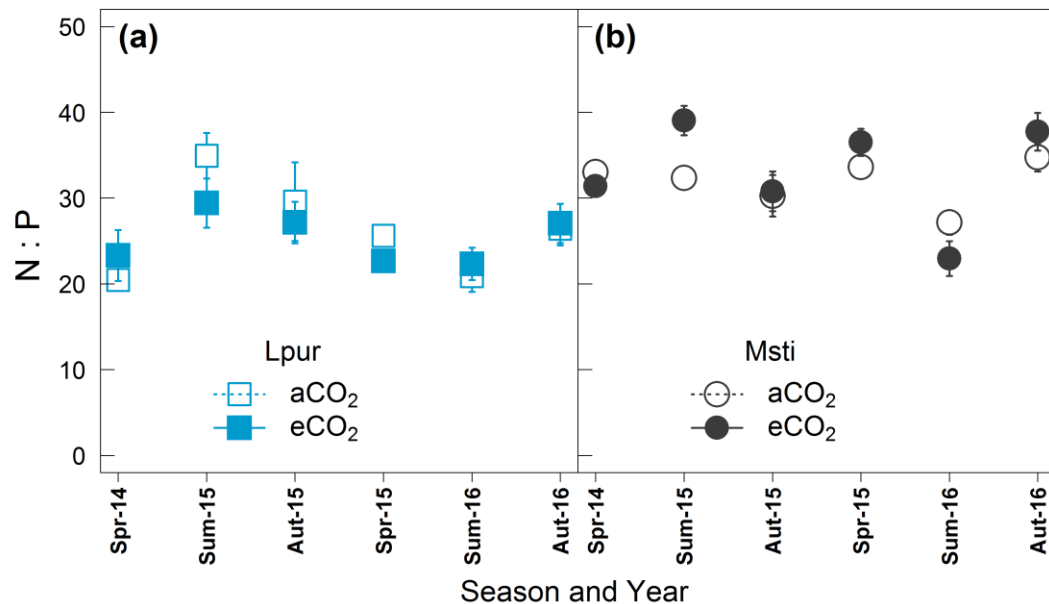 (a)
(b)
N : P
50
40
30
20
10
0
Lpur
aCO₂
eCO₂
Msti
aCO₂
eCO₂
Spr-14
Sum-15
Aut-15
Spr-15
Sum-16
Aut-16
Spr-14
Sum-15
Aut-15
Spr-15
Sum-16
Aut-16
Season and Year